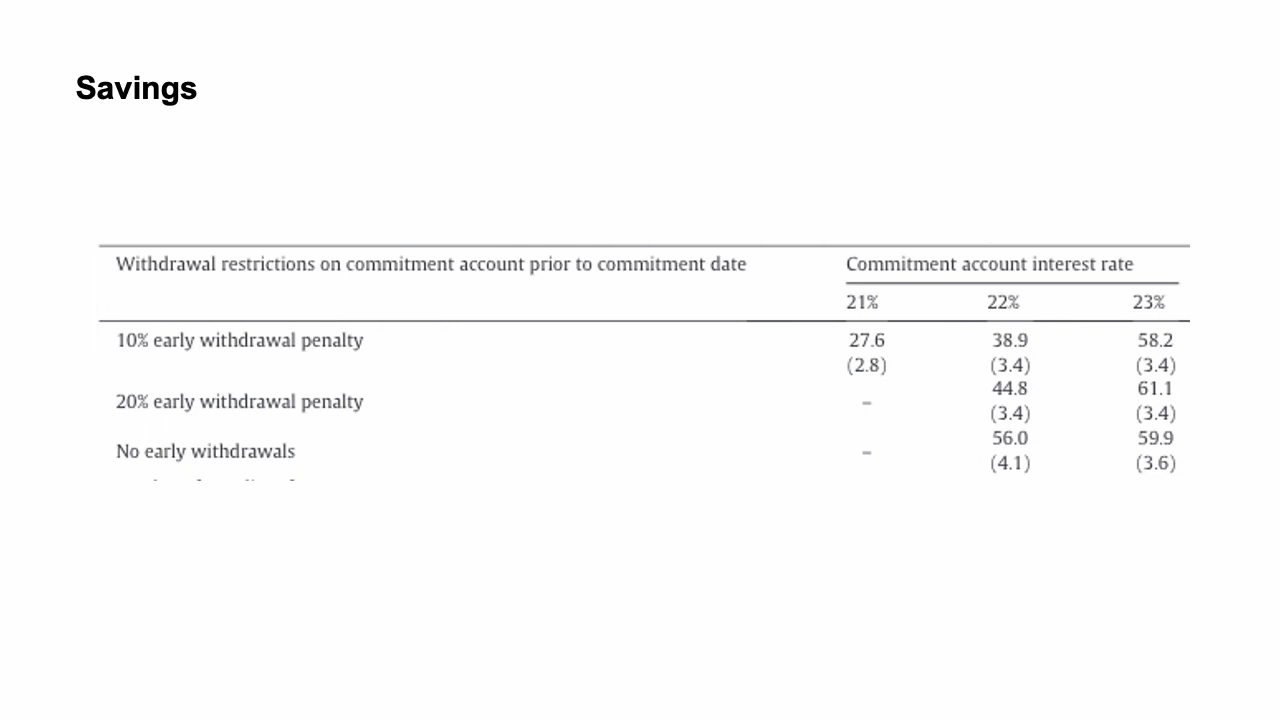 Savings
Withdrawal restrictions on commitment account prior to commitment date Commitment account interest rate
21% 22% 23%
10% early withdrawal penalty 27.6 38.9 58.2
(2.8) (3.4) (3.4)
20% early withdrawal penalty – 44.8 61.1
(3.4) (3.4)
No early withdrawals – 56.0 59.9
(4.1) (3.6)